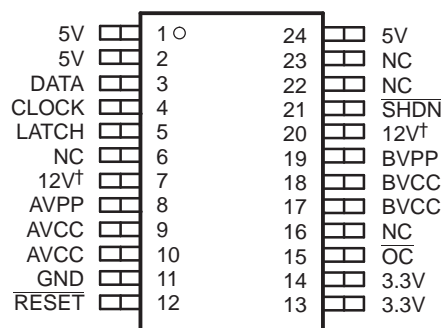 5V 1 24 5V
5V 2 23 NC
DATA 3 22 NC
CLOCK 4 21 SHDN
LATCH 5 20 12V†
NC 6 19 BVPP
12V† 7 18 BVCC
AVPP 8 17 BVCC
AVCC 9 16 NC
AVCC 10 15 OC
GND 11 14 3.3V
RESET 12 13 3.3V